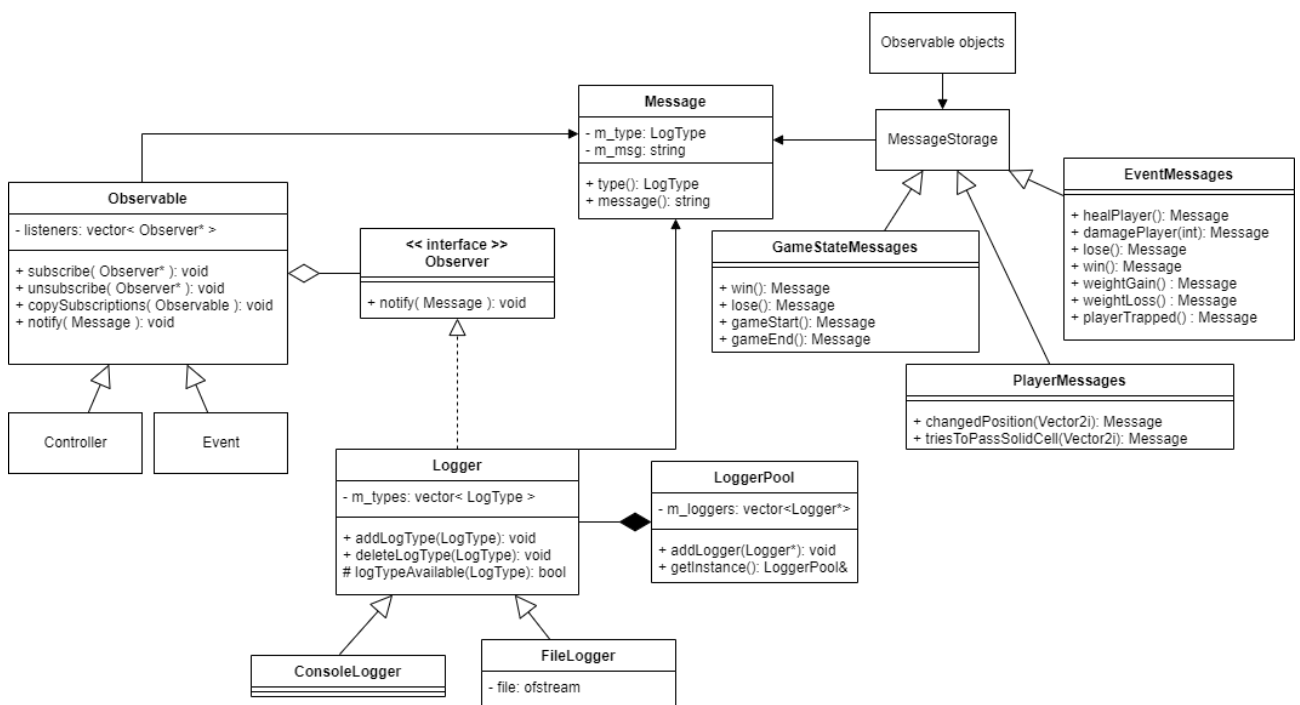 Observable objects
Message
- m_type: LogType
- m_msg: string
+ type(): LogType
+ message(): string
MessageStorage
EventMessages
+ healPlayer(): Message
+ damagePlayer(int): Message
+ lose(): Message
+ win(): Message
+ weightGain() : Message
+ weightLoss() : Message
+ playerTrapped() : Message
Observable
- listeners: vector< Observer* >
+ subscribe( Observer* ): void
+ unsubscribe( Observer* ): void
+ copySubscriptions( Observable ): void
+ notify( Message ): void
<< interface >>
Observer
+ notify( Message ): void
GameStateMessages
+ win(): Message
+ lose(): Message
+ gameStart(): Message
+ gameEnd(): Message
PlayerMessages
+ changedPosition(Vector2i): Message
+ triesToPassSolidCell(Vector2i): Message
Controller
Event
Logger
- m_types: vector< LogType >
+ addLogType(LogType): void
+ deleteLogType(LogType): void
# logTypeAvailable(LogType): bool
LoggerPool
- m_loggers: vector<Logger*>
+ addLogger(Logger*): void
+ getInstance(): LoggerPool&
ConsoleLogger
FileLogger
- file: ofstream